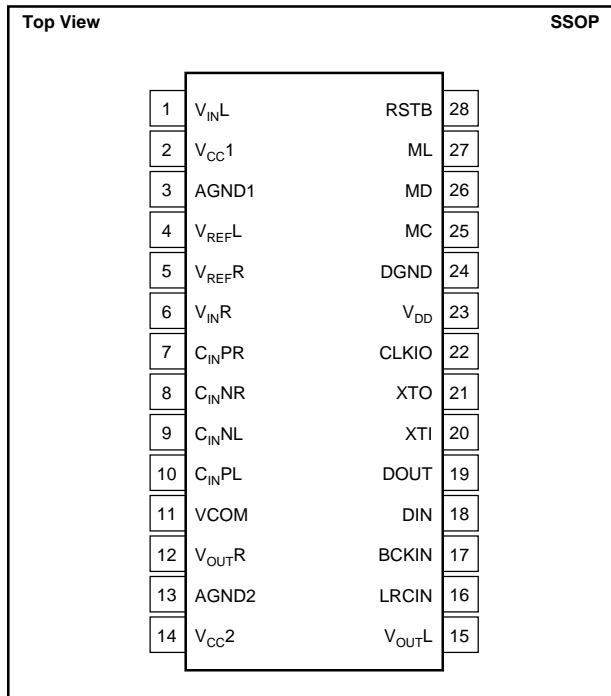 Top View SSOP
1 VINL RSTB 28
2 VCC1 ML 27
3 AGND1 MD 26
4 VREFL MC 25
5 VREFR DGND 24
6 VINR VDD 23
7 CINPR CLKIO 22
8 CINNR XTO 21
9 CINNL XTI 20
10 CINPL DOUT 19
11 VCOM DIN 18
12 VOUTR BCKIN 17
13 AGND2 LRCIN 16
14 VCC2 VOUTL 15